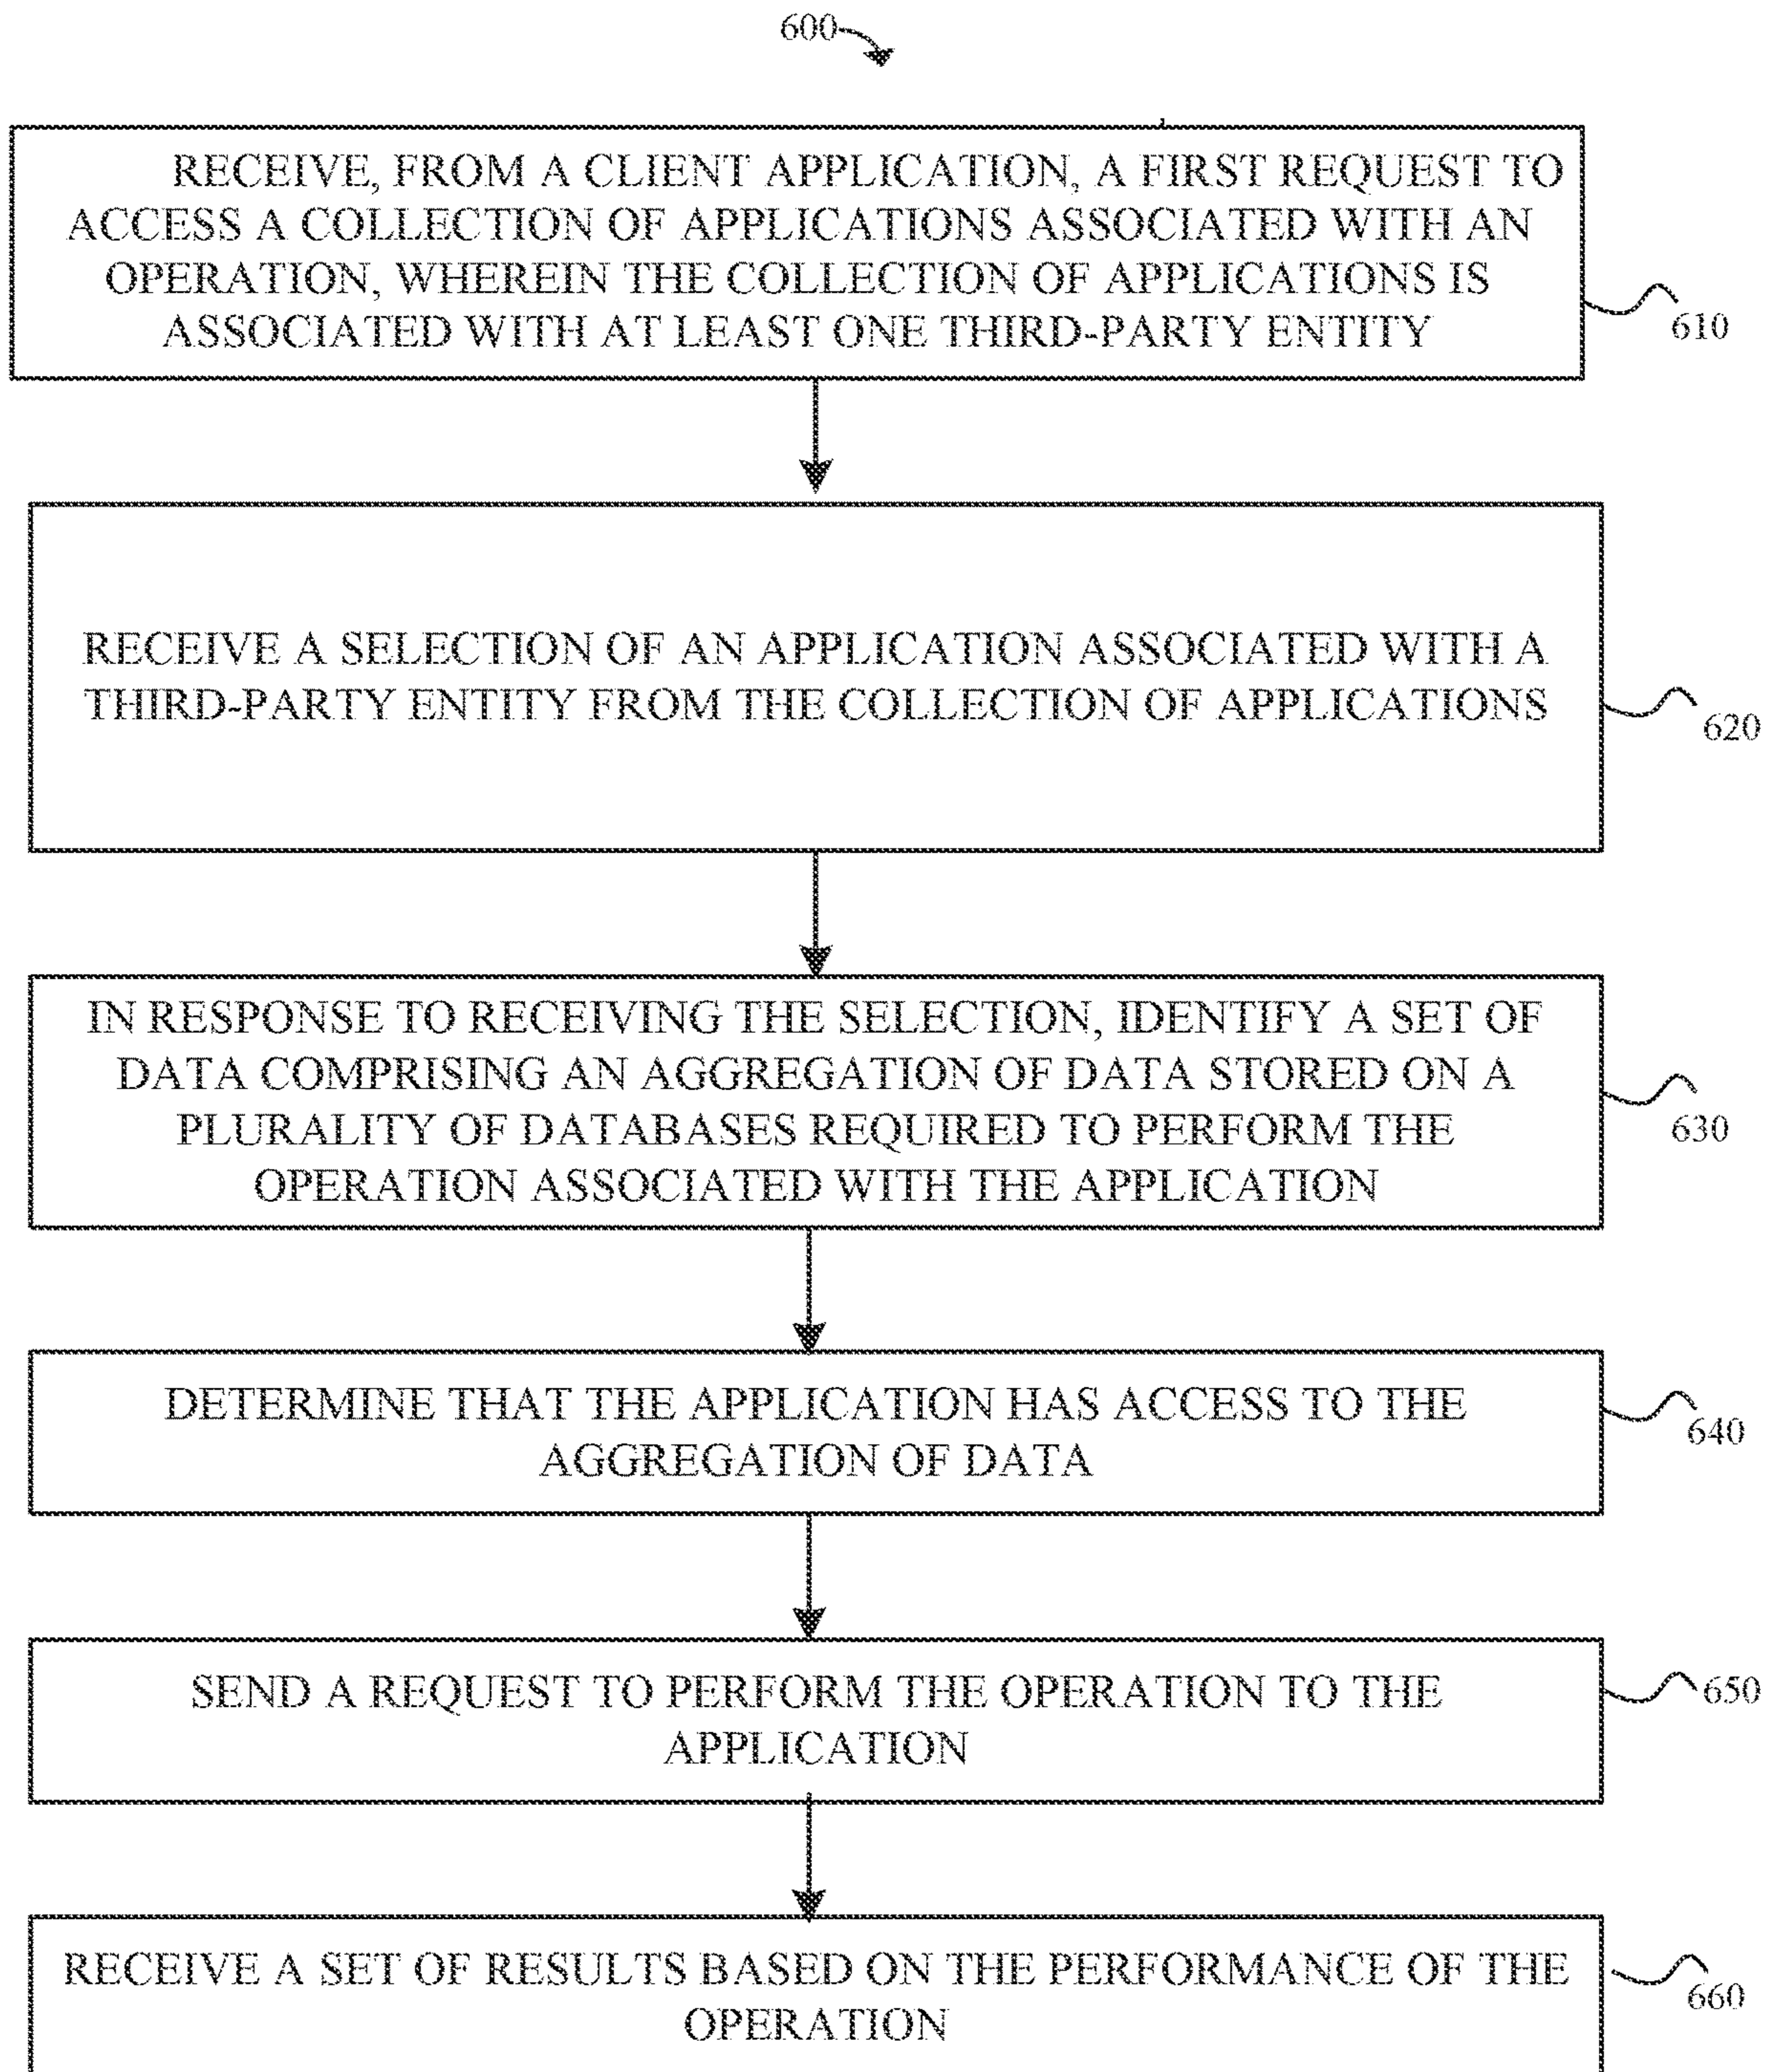 600
RECEIVE, FROM A CLIENT APPLICATION, A FIRST REQUEST TO
ACCESS A COLLECTION OF APPLICATIONS ASSOCIATED WITH AN
OPERATION, WHEREIN THE COLLECTION OF APPLICATIONS IS
ASSOCIATED WITH AT LEAST ONE THIRD-PARTY ENTITY
610
RECEIVE A SELECTION OF AN APPLICATION ASSOCIATED WITH A
THIRD-PARTY ENTITY FROM THE COLLECTION OF APPLICATIONS
620
IN RESPONSE TO RECEIVING THE SELECTION, IDENTIFY A SET OF
DATA COMPRISING AN AGGREGATION OF DATA STORED ON A
PLURALITY OF DATABASES REQUIRED TO PERFORM THE
OPERATION ASSOCIATED WITH THE APPLICATION
630
DETERMINE THAT THE APPLICATION HAS ACCESS TO THE
AGGREGATION OF DATA
640
SEND A REQUEST TO PERFORM THE OPERATION TO THE
APPLICATION
650
RECEIVE A SET OF RESULTS BASED ON THE PERFORMANCE OF THE
OPERATION
660